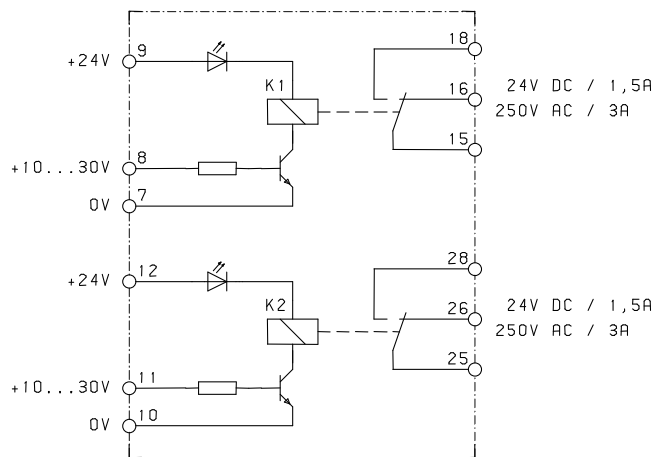 9
+24V
K1
8
+10...30V
7
0V
18
16
24V DC / 1,5A
250V AC / 3A
15
12
+24V
K2
11
+10...30V
10
0V
28
26
24V DC / 1,5A
250V AC / 3A
25